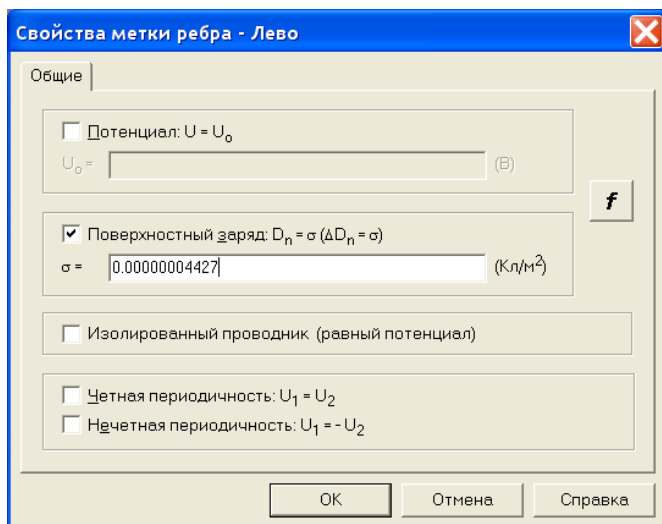 Свойства метки ребра - Лево
Общие
Потенциал: U = Uₒ
Uₒ = (В)
f
Поверхностный заряд: Dₙ = σ (ΔDₙ = σ)
σ = 0.00000004427 (Кл/м²)
Изолированный проводник (равный потенциал)
Четная периодичность: U₁ = U₂
Нечетная периодичность: U₁ = - U₂
OK Отмена Справка